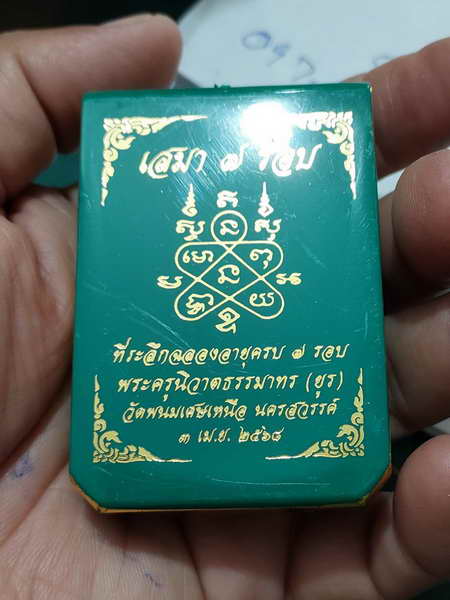 097
เสมา ๗ รอบ
ที่ระลึกฉลองอายุครบ ๗ รอบ
พระครูนิวาตธรรมาทร (ยูร)
วัดพนมเศษเหนือ นครสวรรค์
๓ เม.ย. ๒๕๖๘